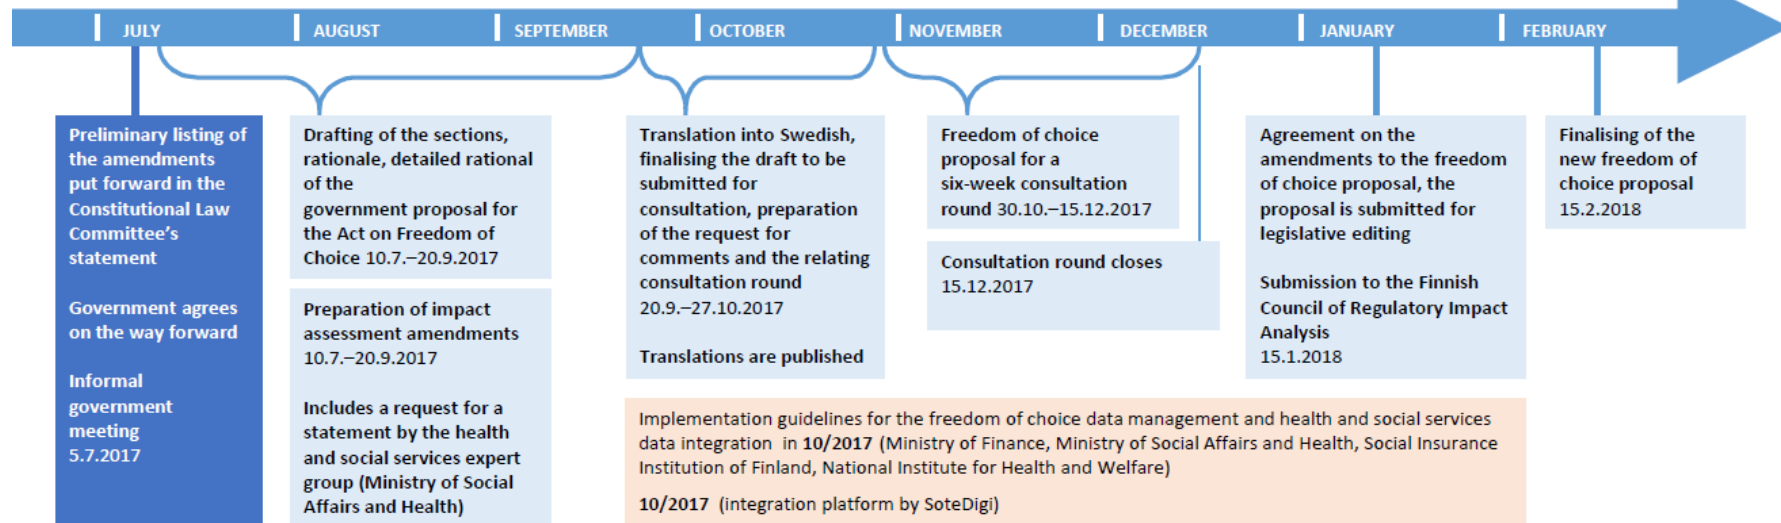 JULY
AUGUST
SEPTEMBER
OCTOBER
NOVEMBER
DECEMBER
JANUARY
FEBRUARY
Preliminary listing of
the amendments
put forward in the
Constitutional Law
Committee's
statement
Government agrees
on the way forward
Informal
government
meeting
5.7.2017
Drafting of the sections,
rationale, detailed rational
of the
government proposal for
the Act on Freedom of
Choice 10.7.–20.9.2017
Preparation of impact
assessment amendments
10.7.–20.9.2017
Includes a request for a
statement by the health
and social services expert
group (Ministry of Social
Affairs and Health)
Translation into Swedish,
finalising the draft to be
submitted for
consultation, preparation
of the request for
comments and the relating
consultation round
20.9.–27.10.2017
Translations are published
Freedom of choice
proposal for a
six-week consultation
round 30.10.–15.12.2017
Consultation round closes
15.12.2017
Agreement on the
amendments to the freedom
of choice proposal, the
proposal is submitted for
legislative editing
Submission to the Finnish
Council of Regulatory Impact
Analysis
15.1.2018
Finalising of the
new freedom of
choice proposal
15.2.2018
Implementation guidelines for the freedom of choice data management and health and social services
data integration in 10/2017 (Ministry of Finance, Ministry of Social Affairs and Health, Social Insurance
Institution of Finland, National Institute for Health and Welfare)
10/2017 (integration platform by SoteDigi)